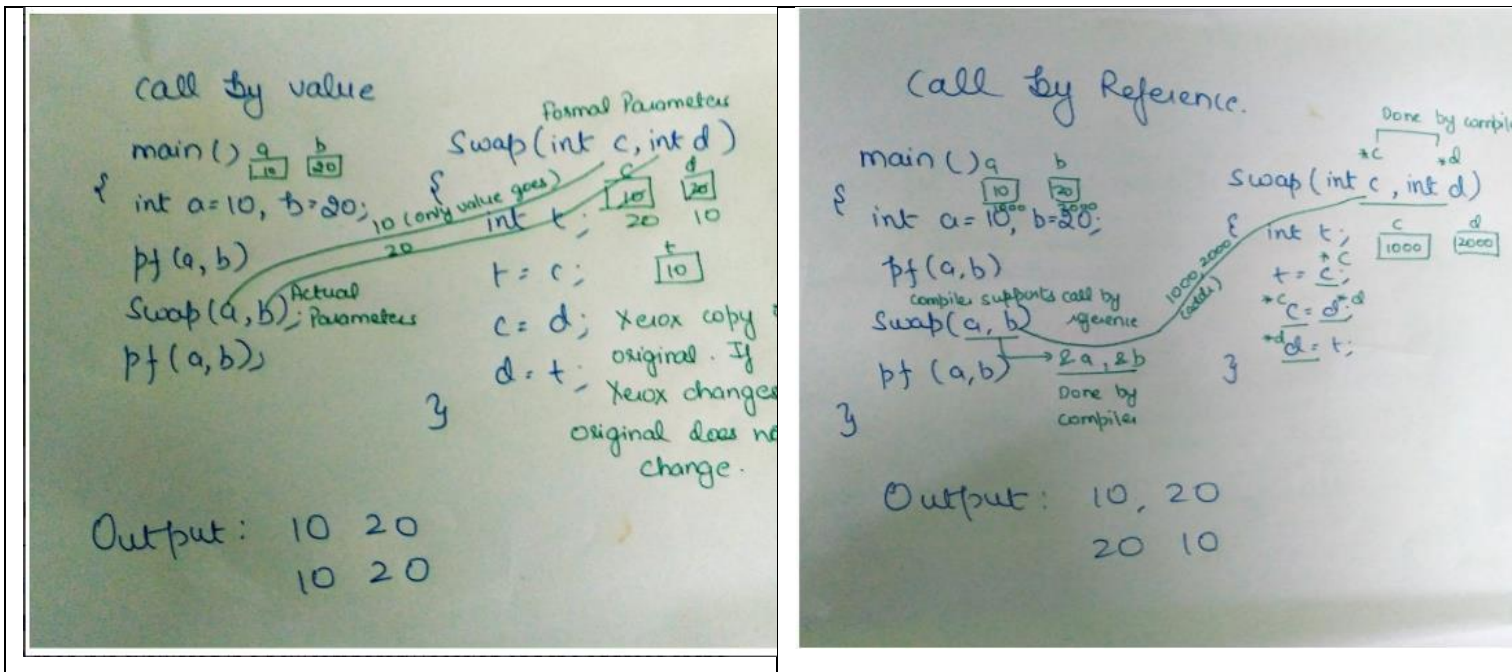 Call by value
Formal Parameters
main() a b
10 20
Swap(int c, int d)
{
int a=10, b=20;
10 (only value goes)
20
pf(a,b)
Swap(a,b); Actual
Parameters
pf(a,b);
{
int t;
c d
10 20
20 10
t = c;
t
10
c = d;
d = t;
}
Xerox copy
original. If
Xerox changes
original does no
change.
Output: 10 20
10 20
Call by Reference.
Done by compile
*c *d
main() a b
10 20
1000 2000
Swap(int c, int d)
{
int a=10, b=20;
pf(a,b)
compiler supports call by
reference
Swap(a,b)
&a, &b
Done by
compiler
pf(a,b)
}
1000, 2000
(adds)
{
int t;
c d
1000 2000
*c
t = c;
*c *d
c = d;
*d
d = t;
}
Output: 10, 20
20 10